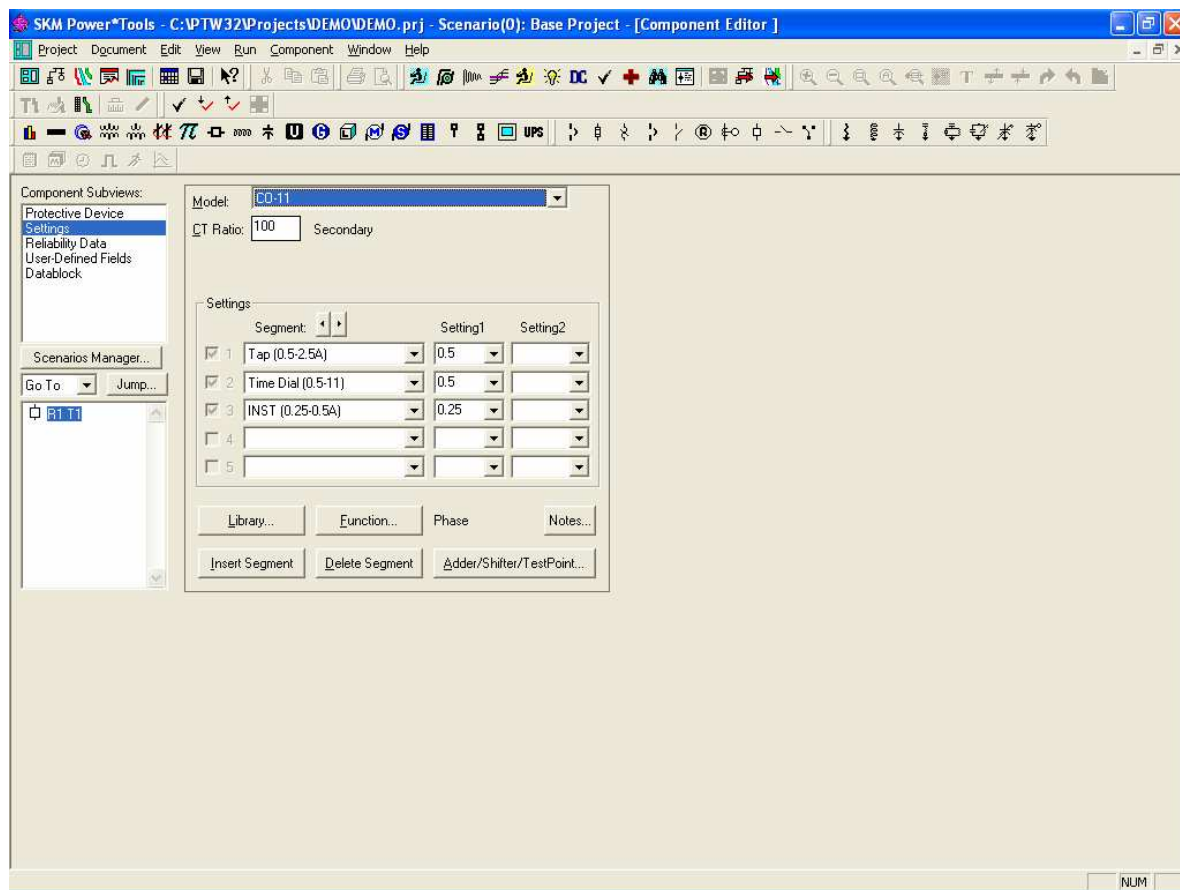 SKM Power*Tools - C:\PTW32\Projects\DEMO\DEMO.prj - Scenario(0): Base Project - [Component Editor ]
Project Document Edit View Run Component Window Help
DC
T
UPS
Component Subviews:
Protective Device
Settings
Reliability Data
User-Defined Fields
Datablock
Scenarios Manager...
Go To Jump...
R1 T1
Model: CO-11
CT Ratio: 100 Secondary
Settings
Segment: Setting1 Setting2
1 Tap (0.5-2.5A) 0.5
2 Time Dial (0.5-11) 0.5
3 INST (0.25-0.5A) 0.25
4
5
Library... Function... Phase Notes...
Insert Segment Delete Segment Adder/Shifter/TestPoint...
NUM